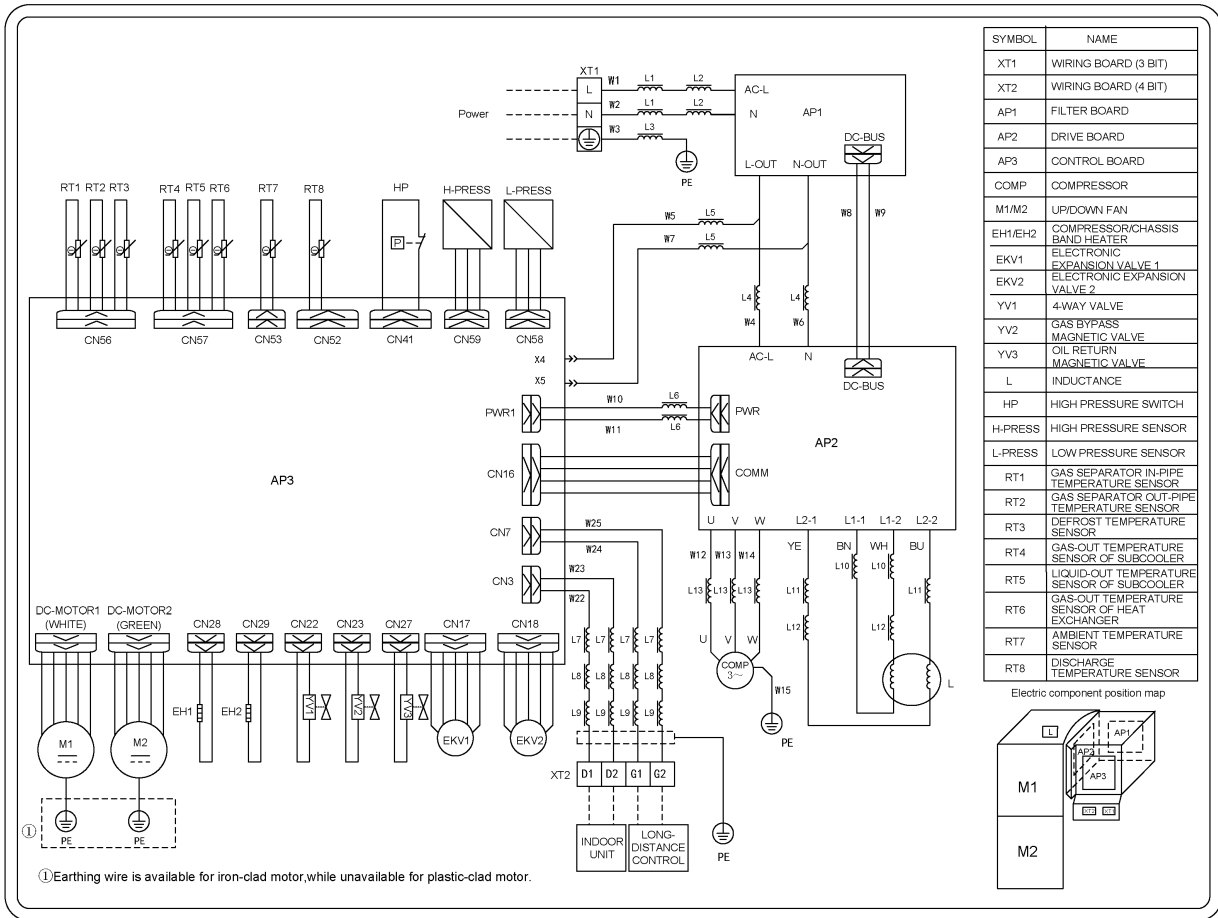 XT1
L
N
Power
W1
L1
L2
W2
L1
L2
W3
L3
PE
AC-L
N
AP1
DC-BUS
L-OUT
N-OUT
W5
L5
W7
L5
W8
W9
L4
L4
W4
W6
RT1
RT2
RT3
RT4
RT5
RT6
RT7
RT8
HP
H-PRESS
L-PRESS
P
CN56
CN57
CN53
CN52
CN41
CN59
CN58
X4
X5
AC-L
N
DC-BUS
PWR1
W10
L6
W11
L6
PWR
CN16
COMM
AP2
AP3
CN7
W25
W24
CN3
W23
W22
U
V
W
L2-1
L1-1
L1-2
L2-2
YE
BN
WH
BU
W12
W13
W14
L10
L10
L13
L13
L13
L11
L11
L12
L12
U
V
W
COMP
3~
W15
PE
L
DC-MOTOR1
(WHITE)
DC-MOTOR2
(GREEN)
CN28
CN29
CN22
CN23
CN27
CN17
CN18
L7
L7
L7
L7
L8
L8
L8
L8
L9
L9
L9
L9
EH1
EH2
YV1
YV2
YV3
M1
M2
EKV1
EKV2
XT2
D1
D2
G1
G2
PE
PE
①
INDOOR
UNIT
LONG-
DISTANCE
CONTROL
PE
①Earthing wire is available for iron-clad motor,while unavailable for plastic-clad motor.
SYMBOL NAME
XT1 WIRING BOARD (3 BIT)
XT2 WIRING BOARD (4 BIT)
AP1 FILTER BOARD
AP2 DRIVE BOARD
AP3 CONTROL BOARD
COMP COMPRESSOR
M1/M2 UP/DOWN FAN
EH1/EH2 COMPRESSOR/CHASSIS
BAND HEATER
EKV1 ELECTRONIC
EXPANSION VALVE 1
EKV2 ELECTRONIC EXPANSION
VALVE 2
YV1 4-WAY VALVE
YV2 GAS BYPASS
MAGNETIC VALVE
YV3 OIL RETURN
MAGNETIC VALVE
L INDUCTANCE
HP HIGH PRESSURE SWITCH
H-PRESS HIGH PRESSURE SENSOR
L-PRESS LOW PRESSURE SENSOR
RT1 GAS SEPARATOR IN-PIPE
TEMPERATURE SENSOR
RT2 GAS SEPARATOR OUT-PIPE
TEMPERATURE SENSOR
RT3 DEFROST TEMPERATURE
SENSOR
RT4 GAS-OUT TEMPERATURE
SENSOR OF SUBCOOLER
RT5 LIQUID-OUT TEMPERATURE
SENSOR OF SUBCOOLER
RT6 GAS-OUT TEMPERATURE
SENSOR OF HEAT
EXCHANGER
RT7 AMBIENT TEMPERATURE
SENSOR
RT8 DISCHARGE
TEMPERATURE SENSOR
Electric component position map
L
AP1
AP2
AP3
XT2
XT1
M1
M2